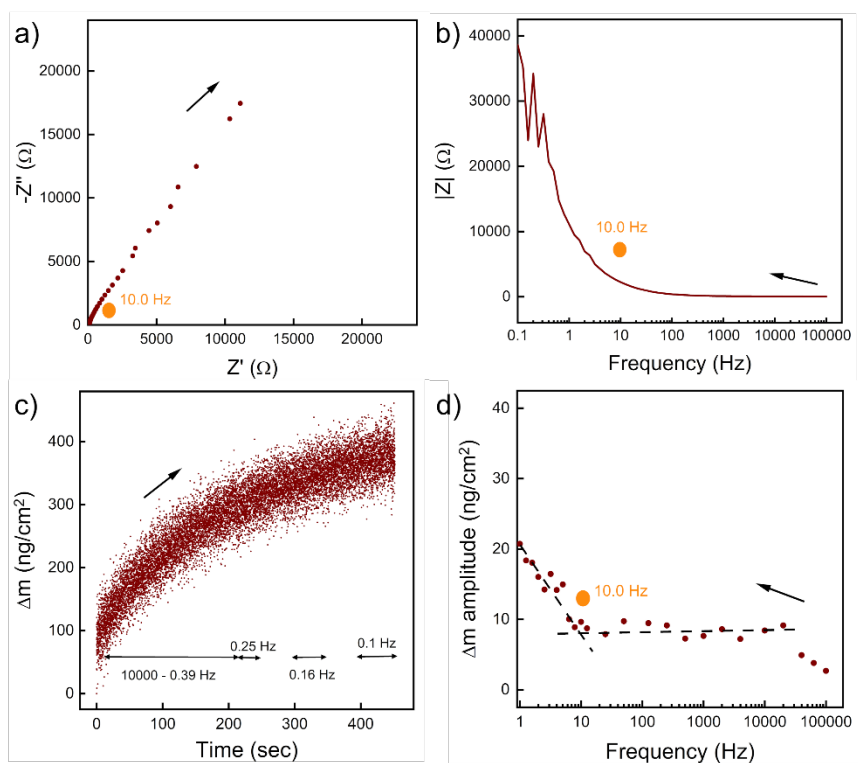 a)
20000
15000
10000
5000
0
-Z'' (Ω)
10.0 Hz
0
5000
10000
15000
20000
Z' (Ω)
b)
40000
30000
20000
10000
0
|Z| (Ω)
10.0 Hz
0.1
1
10
100
1000
10000
100000
Frequency (Hz)
c)
400
300
200
100
0
Δm (ng/cm²)
0.25 Hz
0.1 Hz
10000 - 0.39 Hz
0.16 Hz
0
100
200
300
400
Time (sec)
d)
40
30
20
10
0
Δm amplitude (ng/cm²)
10.0 Hz
1
10
100
1000
10000
100000
Frequency (Hz)